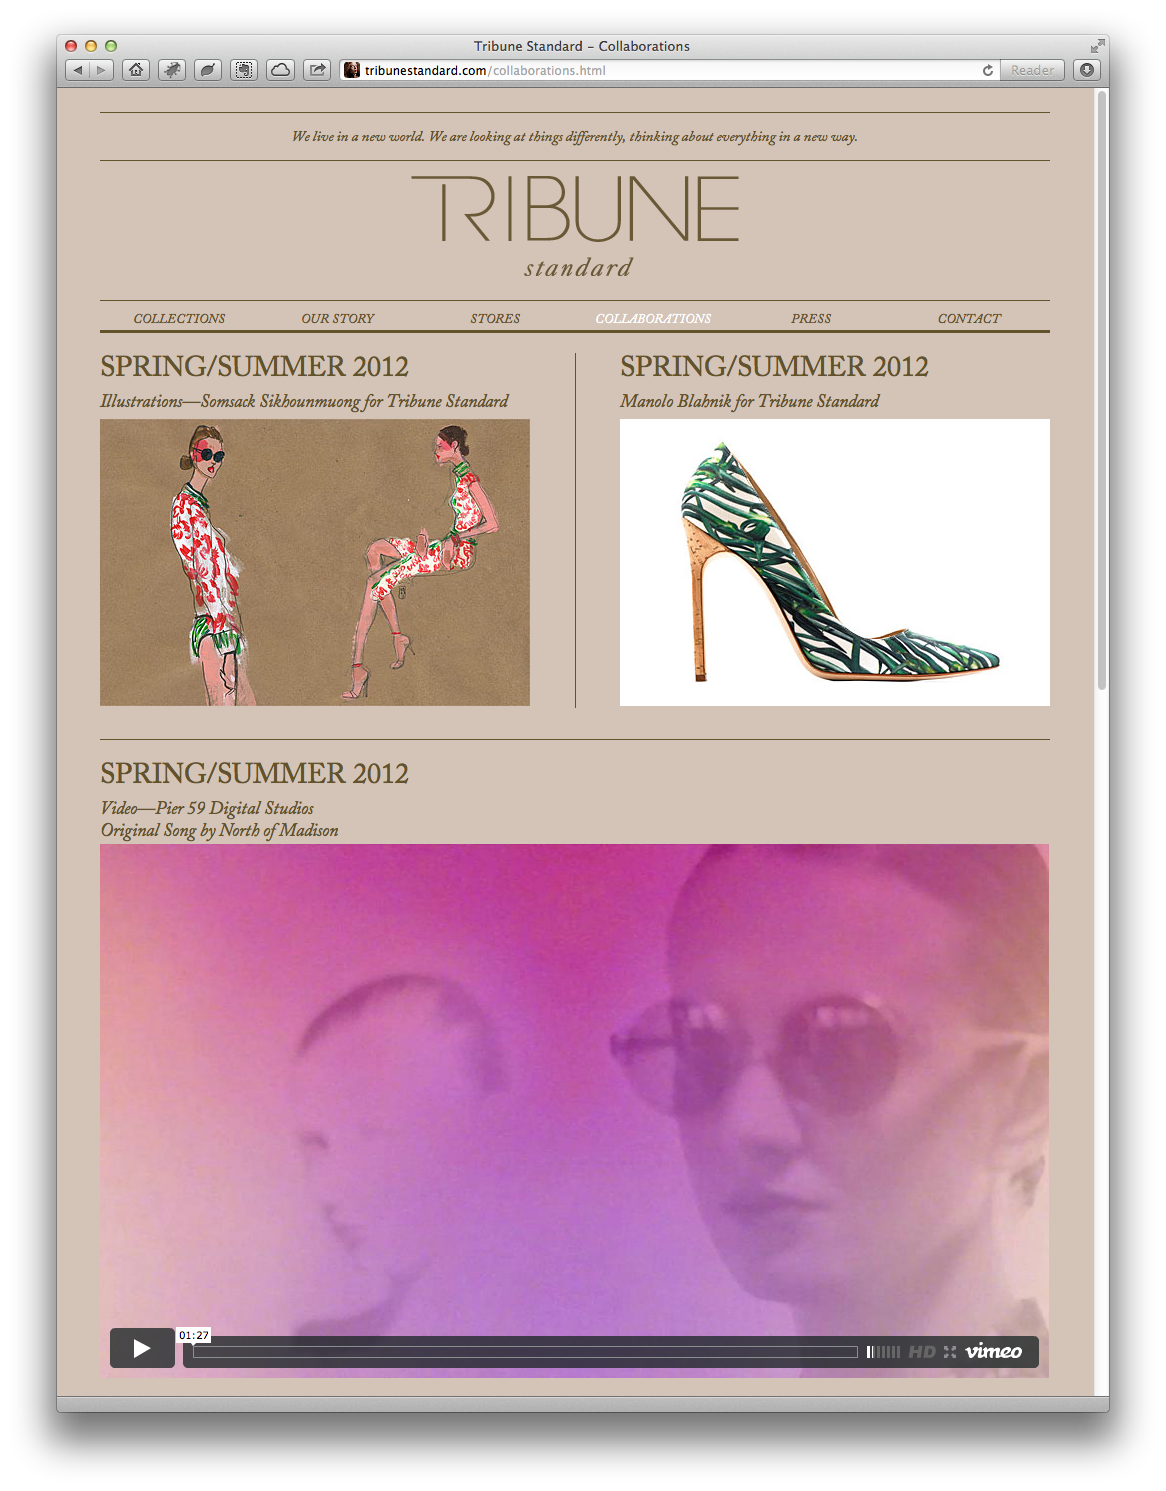 Tribune Standard – Collaborations
tribunestandard.com/collaborations.html
Reader
We live in a new world. We are looking at things differently, thinking about everything in a new way.
TRIBUNE
standard
COLLECTIONS OUR STORY STORES COLLABORATIONS PRESS CONTACT
SPRING/SUMMER 2012
Illustrations—Somsack Sikhounmuong for Tribune Standard
SPRING/SUMMER 2012
Manolo Blahnik for Tribune Standard
SPRING/SUMMER 2012
Video—Pier 59 Digital Studios
Original Song by North of Madison
01:27
HD vimeo